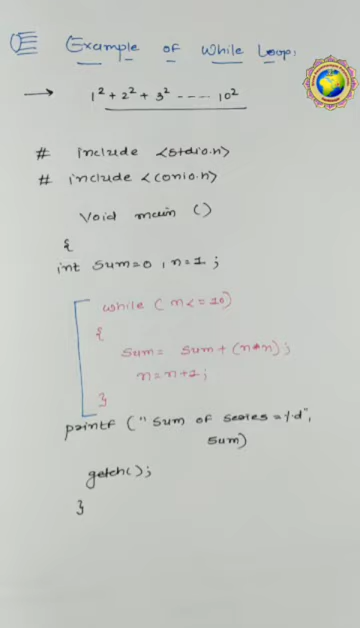 Example of While Loop:
→ 1² + 2² + 3² ---- 10²
# include <stdio.h>
# include <conio.h>
Void main ()
{
int Sum=0, n=1;
while (n<=10)
{
Sum= Sum+(n*n);
n=n+1;
}
printf ("Sum of Series=%d",
Sum)
getch();
}